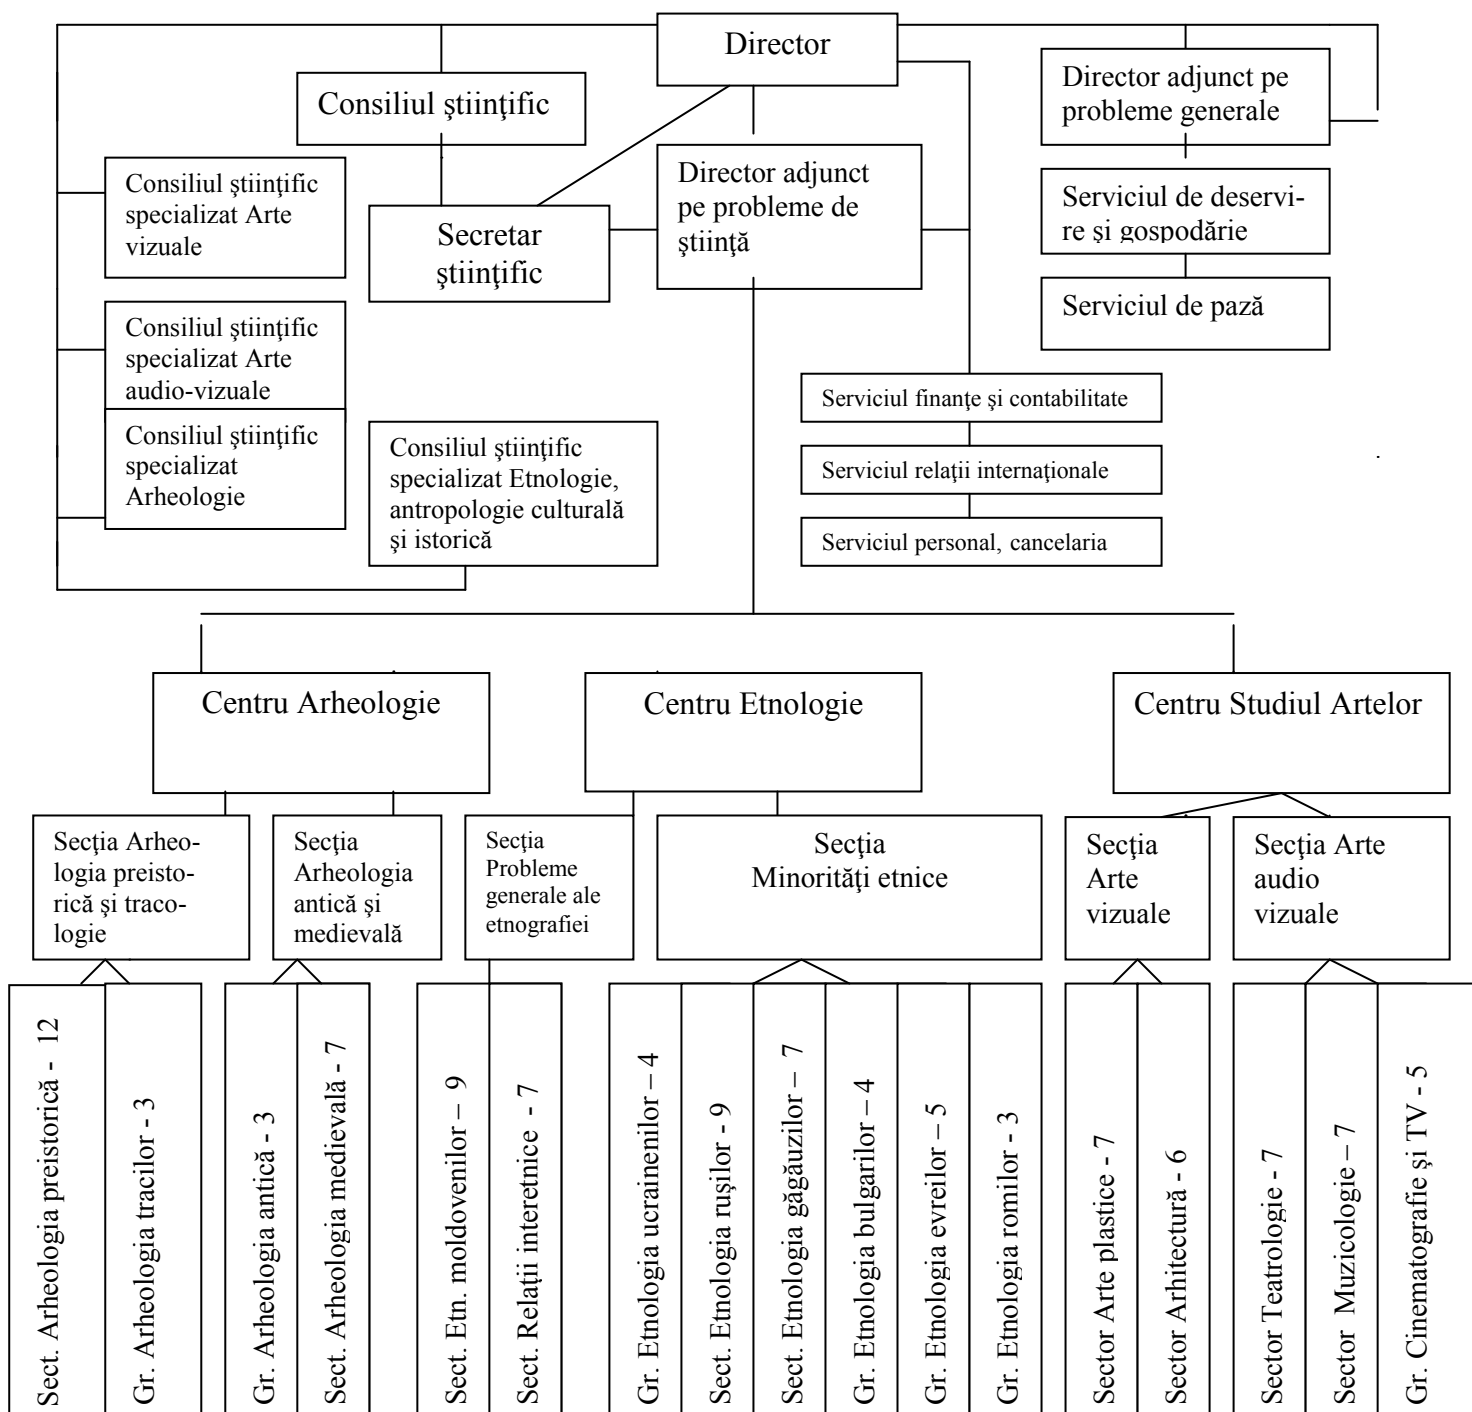 Director
Director adjunct pe
probleme generale
Consiliul ştiinţific
Consiliul ştiinţific
specializat Arte
vizuale
Director adjunct
pe probleme de
ştiinţă
Serviciul de deservi-
re şi gospodărie
Secretar
ştiinţific
Serviciul de pază
Consiliul ştiinţific
specializat Arte
audio-vizuale
Serviciul finanţe şi contabilitate
Consiliul ştiinţific
specializat
Arheologie
Consiliul ştiinţific
specializat Etnologie,
antropologie culturală
şi istorică
Serviciul relaţii internaţionale
Serviciul personal, cancelaria
Centru Arheologie
Centru Etnologie
Centru Studiul Artelor
Secţia Arheo-
logia preisto-
rică şi traco-
logie
Secţia
Arheologia
antică şi
medievală
Secţia
Probleme
generale ale
etnografiei
Secţia
Minorităţi etnice
Secţia
Arte
vizuale
Secţia Arte
audio
vizuale
Sect. Arheologia preistorică - 12
Gr. Arheologia tracilor - 3
Gr. Arheologia antică - 3
Sect. Arheologia medievală - 7
Sect. Etn. moldovenilor – 9
Sect. Relaţii interetnice - 7
Gr. Etnologia ucrainenilor – 4
Sect. Etnologia ruşilor - 9
Sect. Etnologia găgăuzilor – 7
Gr. Etnologia bulgarilor – 4
Gr. Etnologia evreilor – 5
Gr. Etnologia romilor - 3
Sector Arte plastice - 7
Sector Arhitectură - 6
Sector Teatrologie - 7
Sector Muzicologie – 7
Gr. Cinematografie şi TV - 5